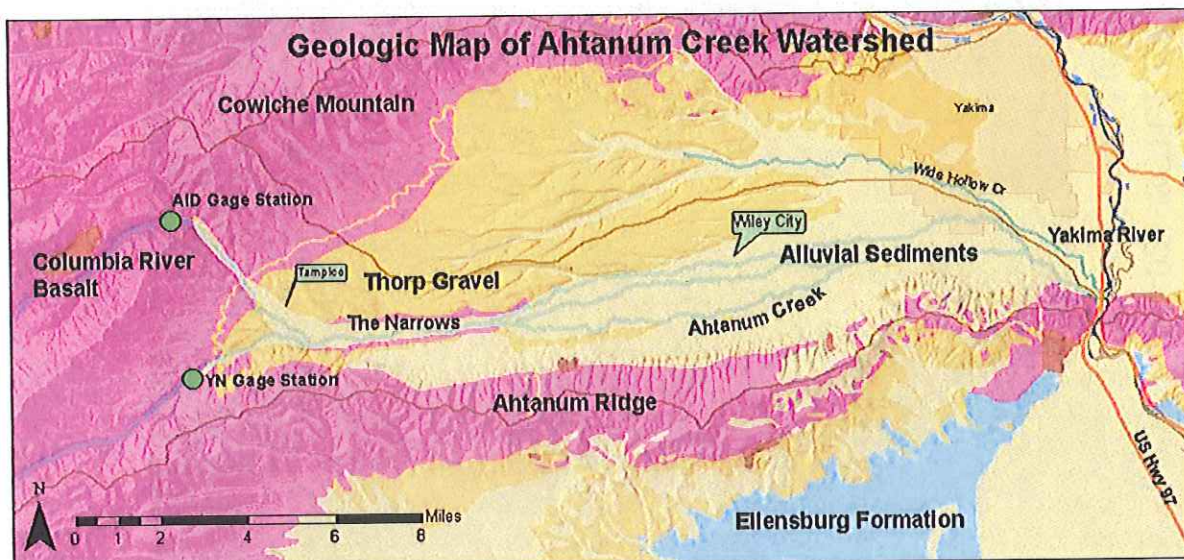 Geologic Map of Ahtanum Creek Watershed
Cowiche Mountain
Yakima
AID Gage Station
Wide Hollow Cr
Wiley City
Yakima River
Columbia River
Basalt
Tampico
Thorp Gravel
Alluvial Sediments
The Narrows
Ahtanum Creek
YN Gage Station
Ahtanum Ridge
US Hwy 97
N
Miles
0 1 2 4 6 8
Ellensburg Formation